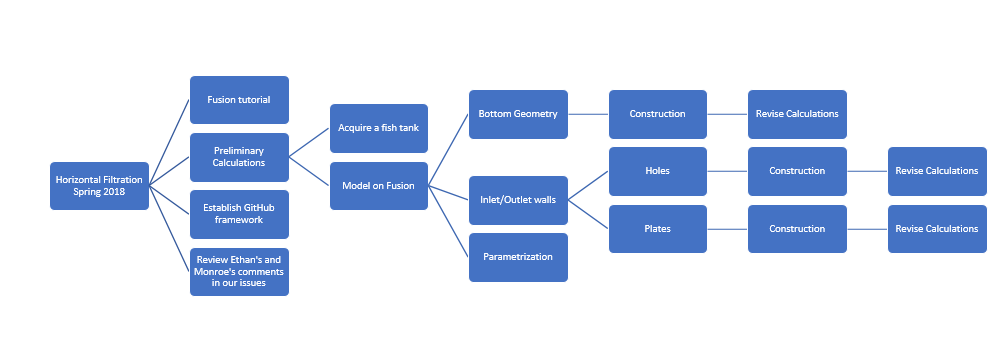 Horizontal Filtration
Spring 2018
Fusion tutorial
Preliminary
Calculations
Establish GitHub
framework
Review Ethan's and
Monroe's comments
in our issues
Acquire a fish tank
Model on Fusion
Bottom Geometry
Inlet/Outlet walls
Parametrization
Construction
Holes
Plates
Revise Calculations
Construction
Construction
Revise Calculations
Revise Calculations